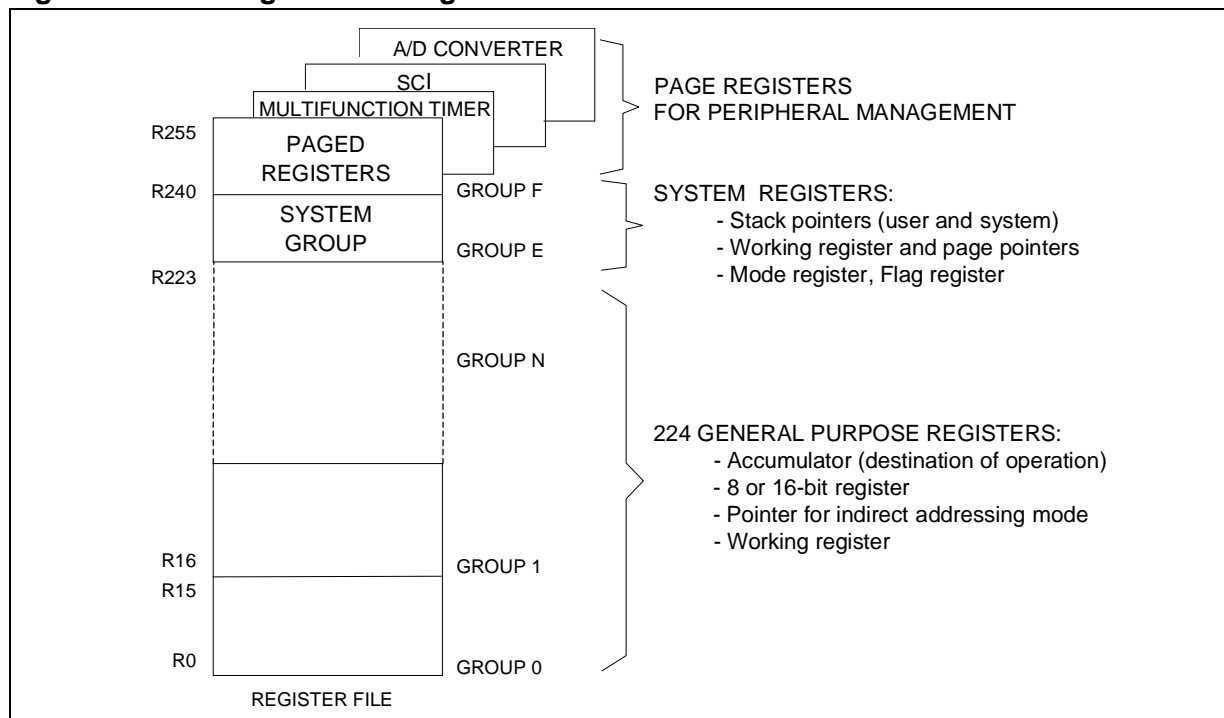 A/D CONVERTER
SCI
MULTIFUNCTION TIMER
PAGE REGISTERS
FOR PERIPHERAL MANAGEMENT
R255
PAGED
REGISTERS
R240
GROUP F
SYSTEM REGISTERS:
SYSTEM
GROUP
- Stack pointers (user and system)
- Working register and page pointers
- Mode register, Flag register
GROUP E
R223
GROUP N
224 GENERAL PURPOSE REGISTERS:
- Accumulator (destination of operation)
- 8 or 16-bit register
- Pointer for indirect addressing mode
- Working register
R16
GROUP 1
R15
R0
GROUP 0
REGISTER FILE